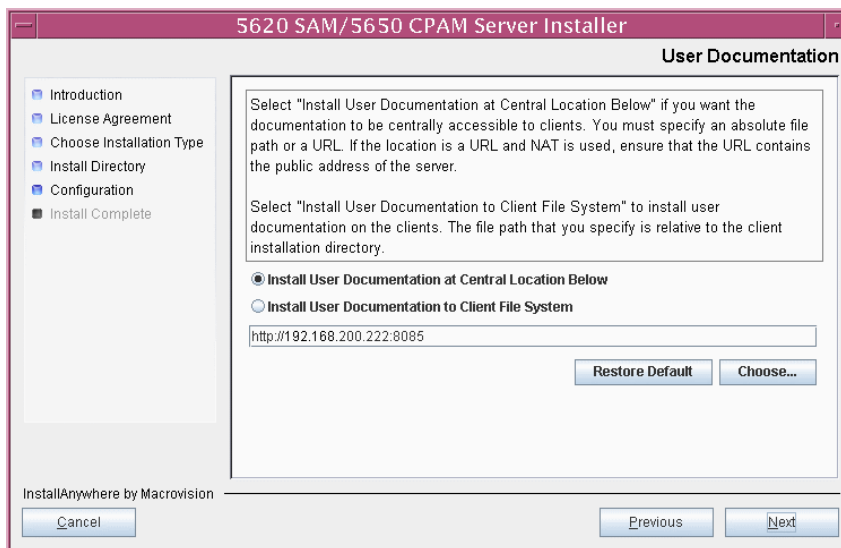 5620 SAM/5650 CPAM Server Installer
User Documentation
Introduction
License Agreement
Choose Installation Type
Install Directory
Configuration
Install Complete
Select "Install User Documentation at Central Location Below" if you want the
documentation to be centrally accessible to clients. You must specify an absolute file
path or a URL. If the location is a URL and NAT is used, ensure that the URL contains
the public address of the server.
Select "Install User Documentation to Client File System" to install user
documentation on the clients. The file path that you specify is relative to the client
installation directory.
Install User Documentation at Central Location Below
Install User Documentation to Client File System
http://192.168.200.222:8085
Restore Default
Choose...
InstallAnywhere by Macrovision
Cancel
Previous
Next